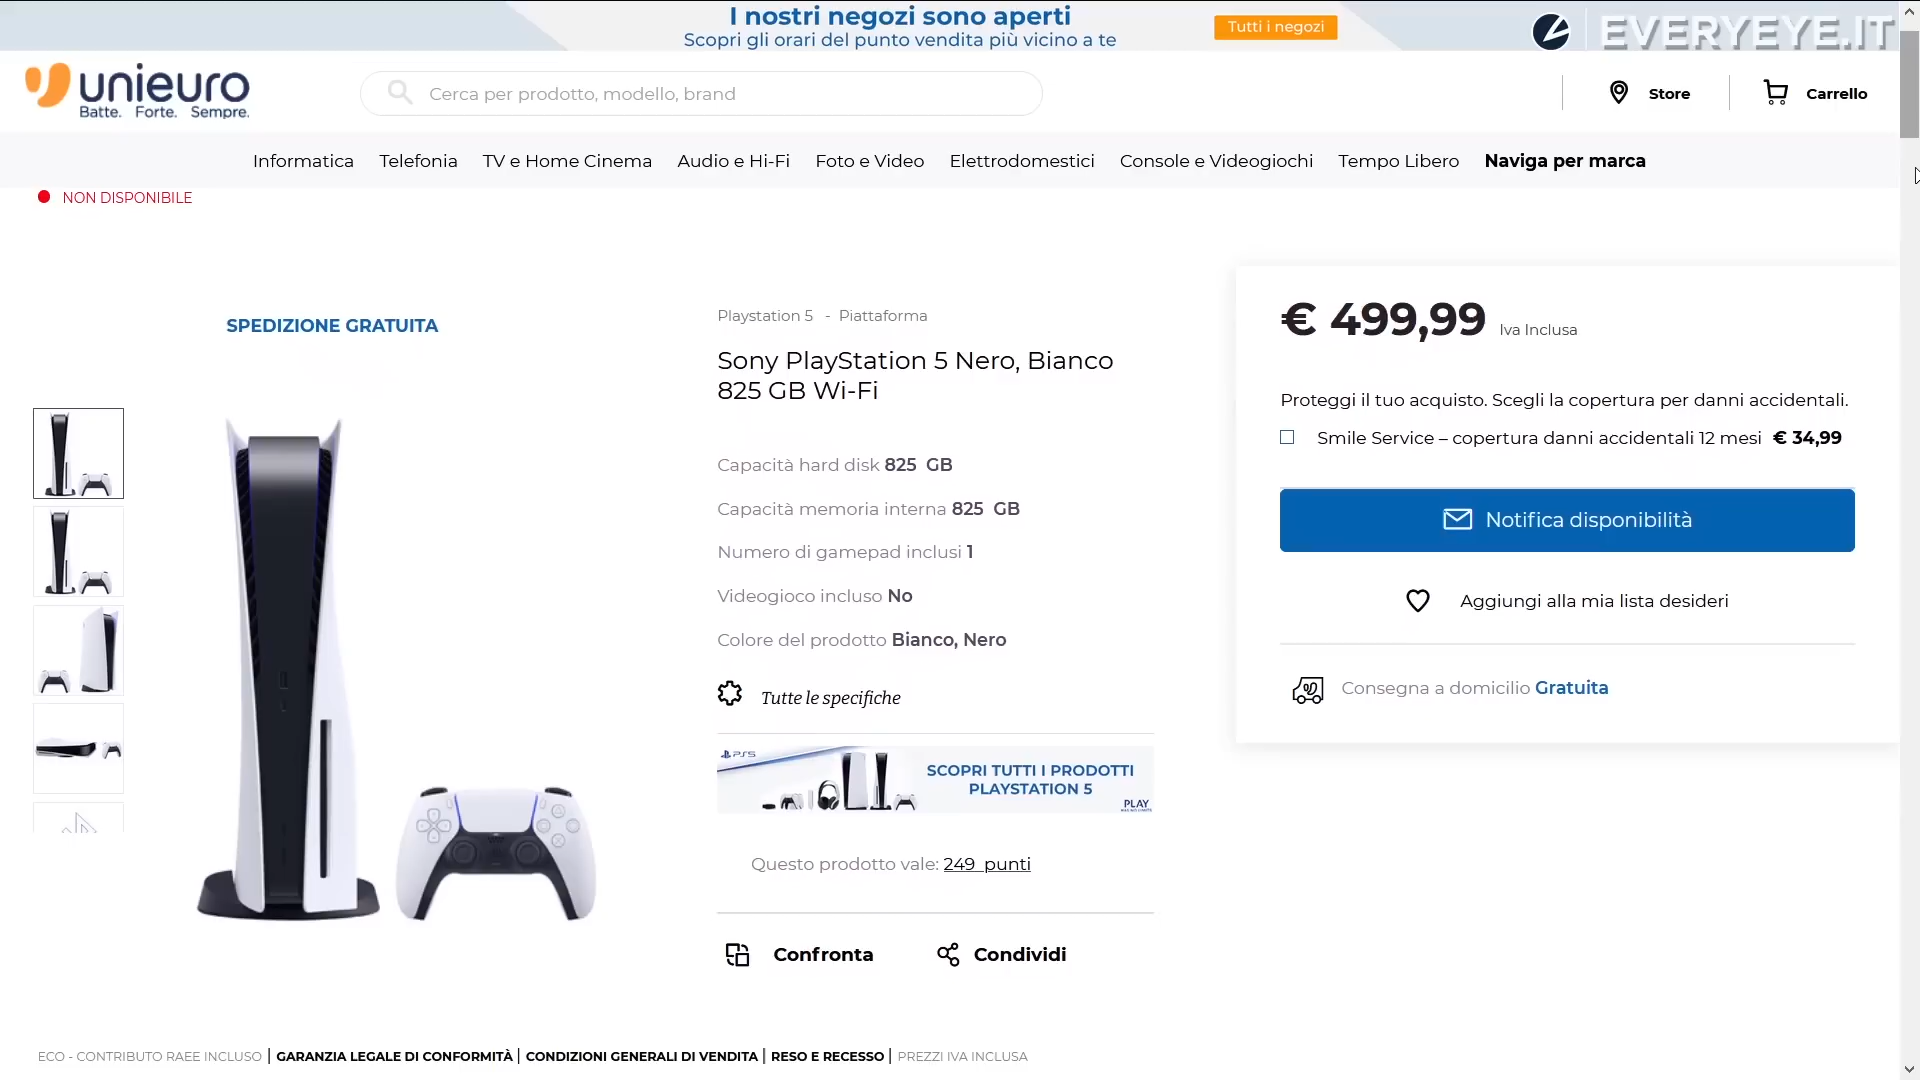 I nostri negozi sono aperti
Scopri gli orari del punto vendita più vicino a te
Tutti i negozi
EVERYEYE.IT
unieuro
Batte. Forte. Sempre.
Cerca per prodotto, modello, brand
Store
Carrello
Informatica Telefonia TV e Home Cinema Audio e Hi-Fi Foto e Video Elettrodomestici Console e Videogiochi Tempo Libero Naviga per marca
NON DISPONIBILE
SPEDIZIONE GRATUITA
Playstation 5 - Piattaforma
Sony PlayStation 5 Nero, Bianco
825 GB Wi-Fi
Capacità hard disk 825 GB
Capacità memoria interna 825 GB
Numero di gamepad inclusi 1
Videogioco incluso No
Colore del prodotto Bianco, Nero
Tutte le specifiche
PS5
SCOPRI TUTTI I PRODOTTI
PLAYSTATION 5
PLAY
Questo prodotto vale: 249 punti
Confronta
Condividi
€ 499,99 Iva Inclusa
Proteggi il tuo acquisto. Scegli la copertura per danni accidentali.
Smile Service – copertura danni accidentali 12 mesi € 34,99
Notifica disponibilità
Aggiungi alla mia lista desideri
Consegna a domicilio Gratuita
ECO - CONTRIBUTO RAEE INCLUSO | GARANZIA LEGALE DI CONFORMITÀ | CONDIZIONI GENERALI DI VENDITA | RESO E RECESSO | PREZZI IVA INCLUSA